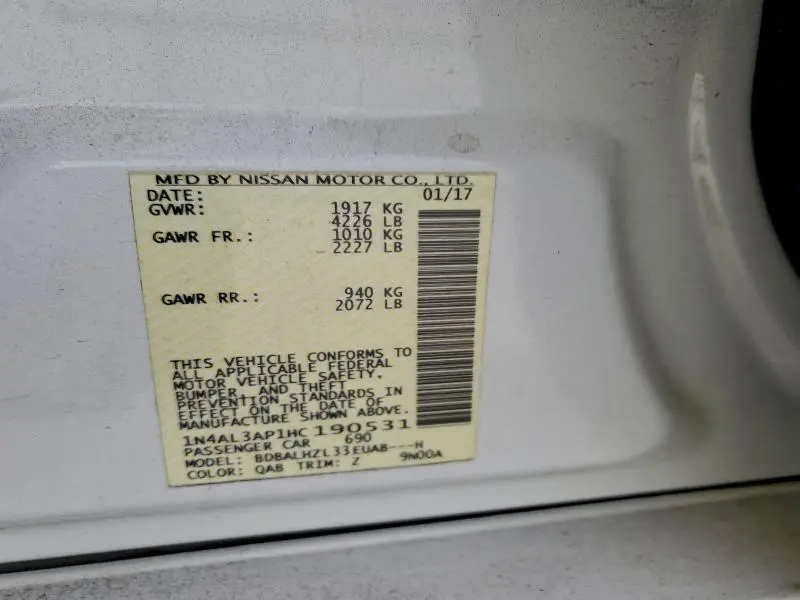 MFD BY NISSAN MOTOR CO., LTD.
DATE: 01/17
GVWR: 1917 KG
4226 LB
GAWR FR.: 1010 KG
2227 LB
GAWR RR.: 940 KG
2072 LB
THIS VEHICLE CONFORMS TO
ALL APPLICABLE FEDERAL
MOTOR VEHICLE SAFETY,
BUMPER, AND THEFT
PREVENTION STANDARDS IN
EFFECT ON THE DATE OF
MANUFACTURE SHOWN ABOVE.
1N4AL3AP1HC190531
PASSENGER CAR 690
MODEL: BDBALHZL33EUAB---H
COLOR: QAB TRIM: Z 9N00A